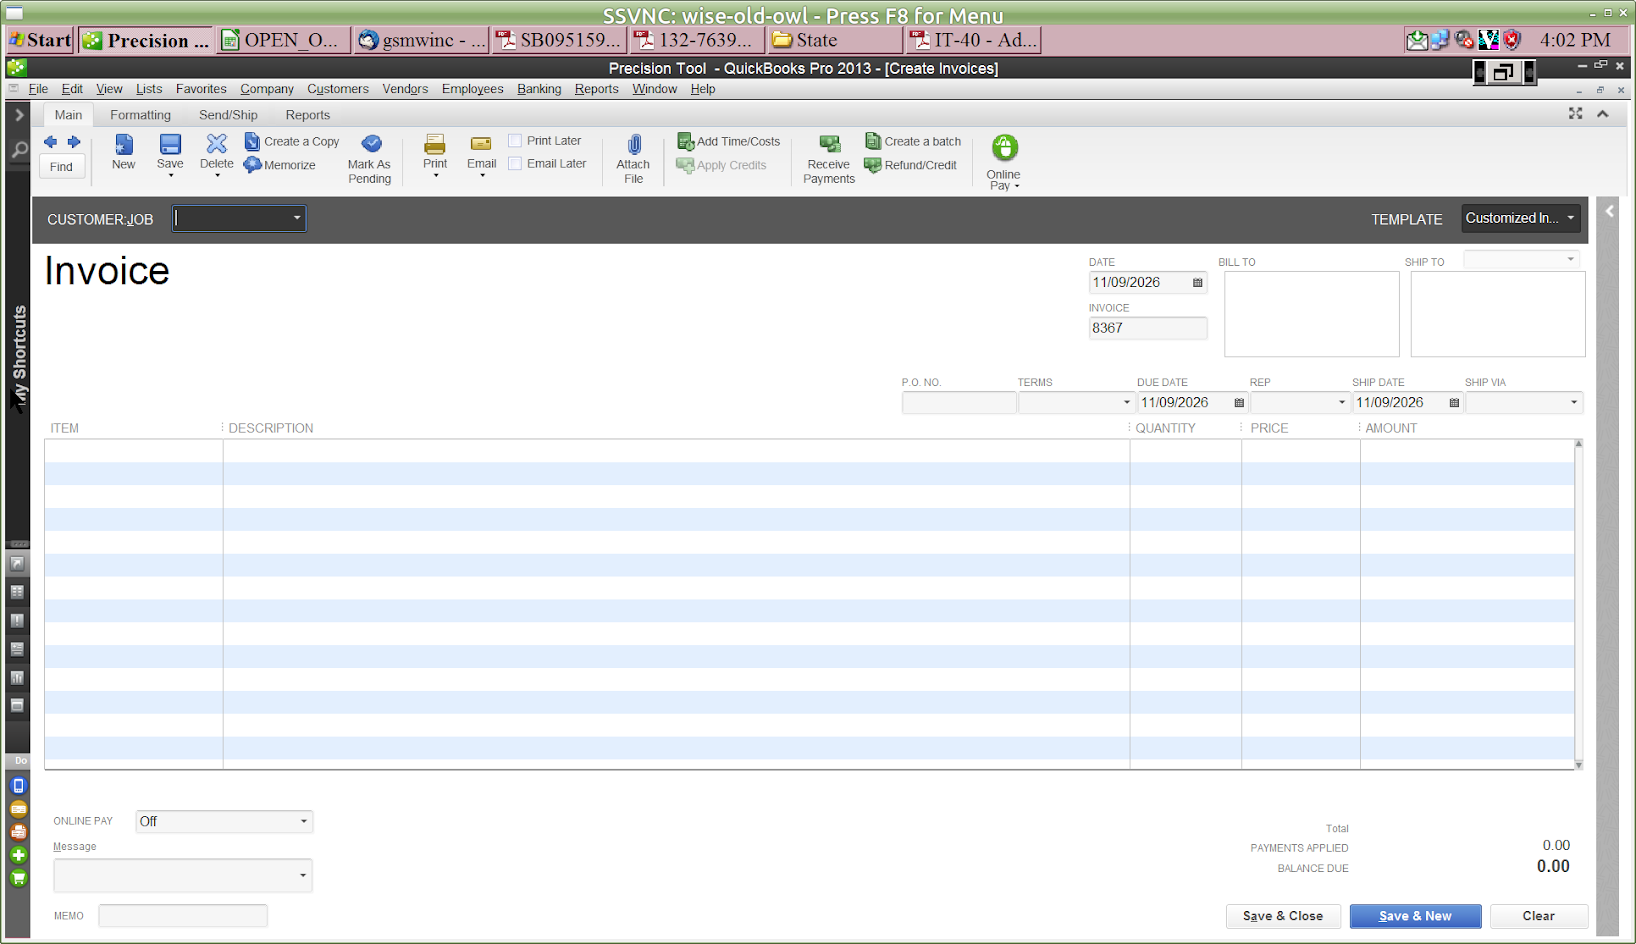 SSVNC: wise-old-owl - Press F8 for Menu
Start Precision ... OPEN_O... gsmwinc - ... SB095159... 132-7639... State IT-40 - Ad... 4:02 PM
Precision Tool - QuickBooks Pro 2013 - [Create Invoices]
File Edit View Lists Favorites Company Customers Vendors Employees Banking Reports Window Help
Main Formatting Send/Ship Reports
Find New Save Delete Create a Copy Memorize Mark As Pending Print Email Print Later Email Later Attach File Add Time/Costs Apply Credits Receive Payments Create a batch Refund/Credit Online Pay
My Shortcuts
CUSTOMER:JOB TEMPLATE Customized In...
Invoice
DATE BILL TO SHIP TO
11/09/2026
INVOICE
8367
P.O. NO. TERMS DUE DATE REP SHIP DATE SHIP VIA
11/09/2026 11/09/2026
ITEM DESCRIPTION QUANTITY PRICE AMOUNT
Do
ONLINE PAY Off
Message
Total
PAYMENTS APPLIED 0.00
BALANCE DUE 0.00
MEMO
Save & Close Save & New Clear